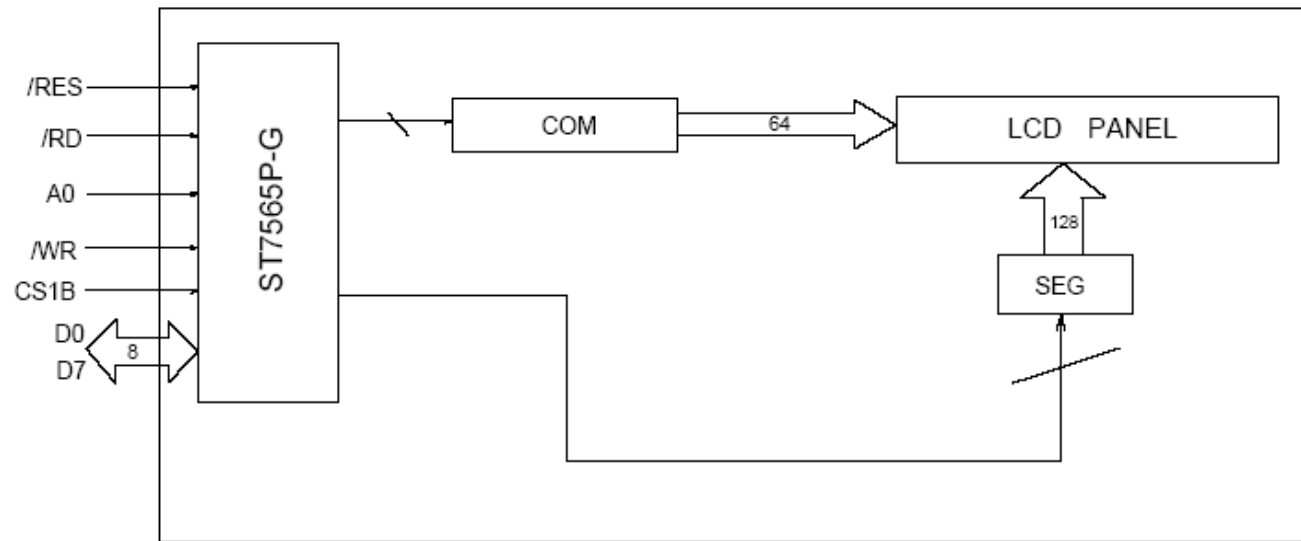 /RES
/RD
A0
/WR
CS1B
D0
D7
8
ST7565P-G
COM
64
LCD PANEL
128
SEG